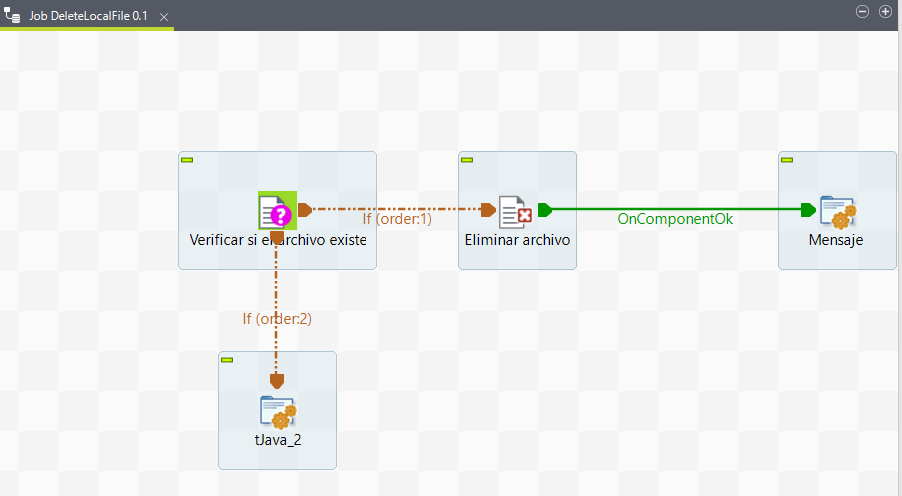 Job DeleteLocalFile 0.1
If (order:1)
OnComponentOk
Verificar si el archivo existe
Eliminar archivo
Mensaje
If (order:2)
tJava_2